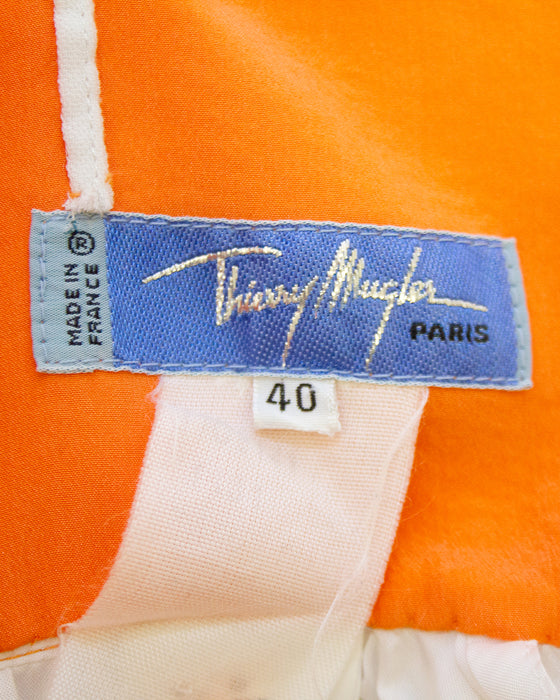 MADE IN ®
FRANCE
Thierry Mugler
PARIS
40